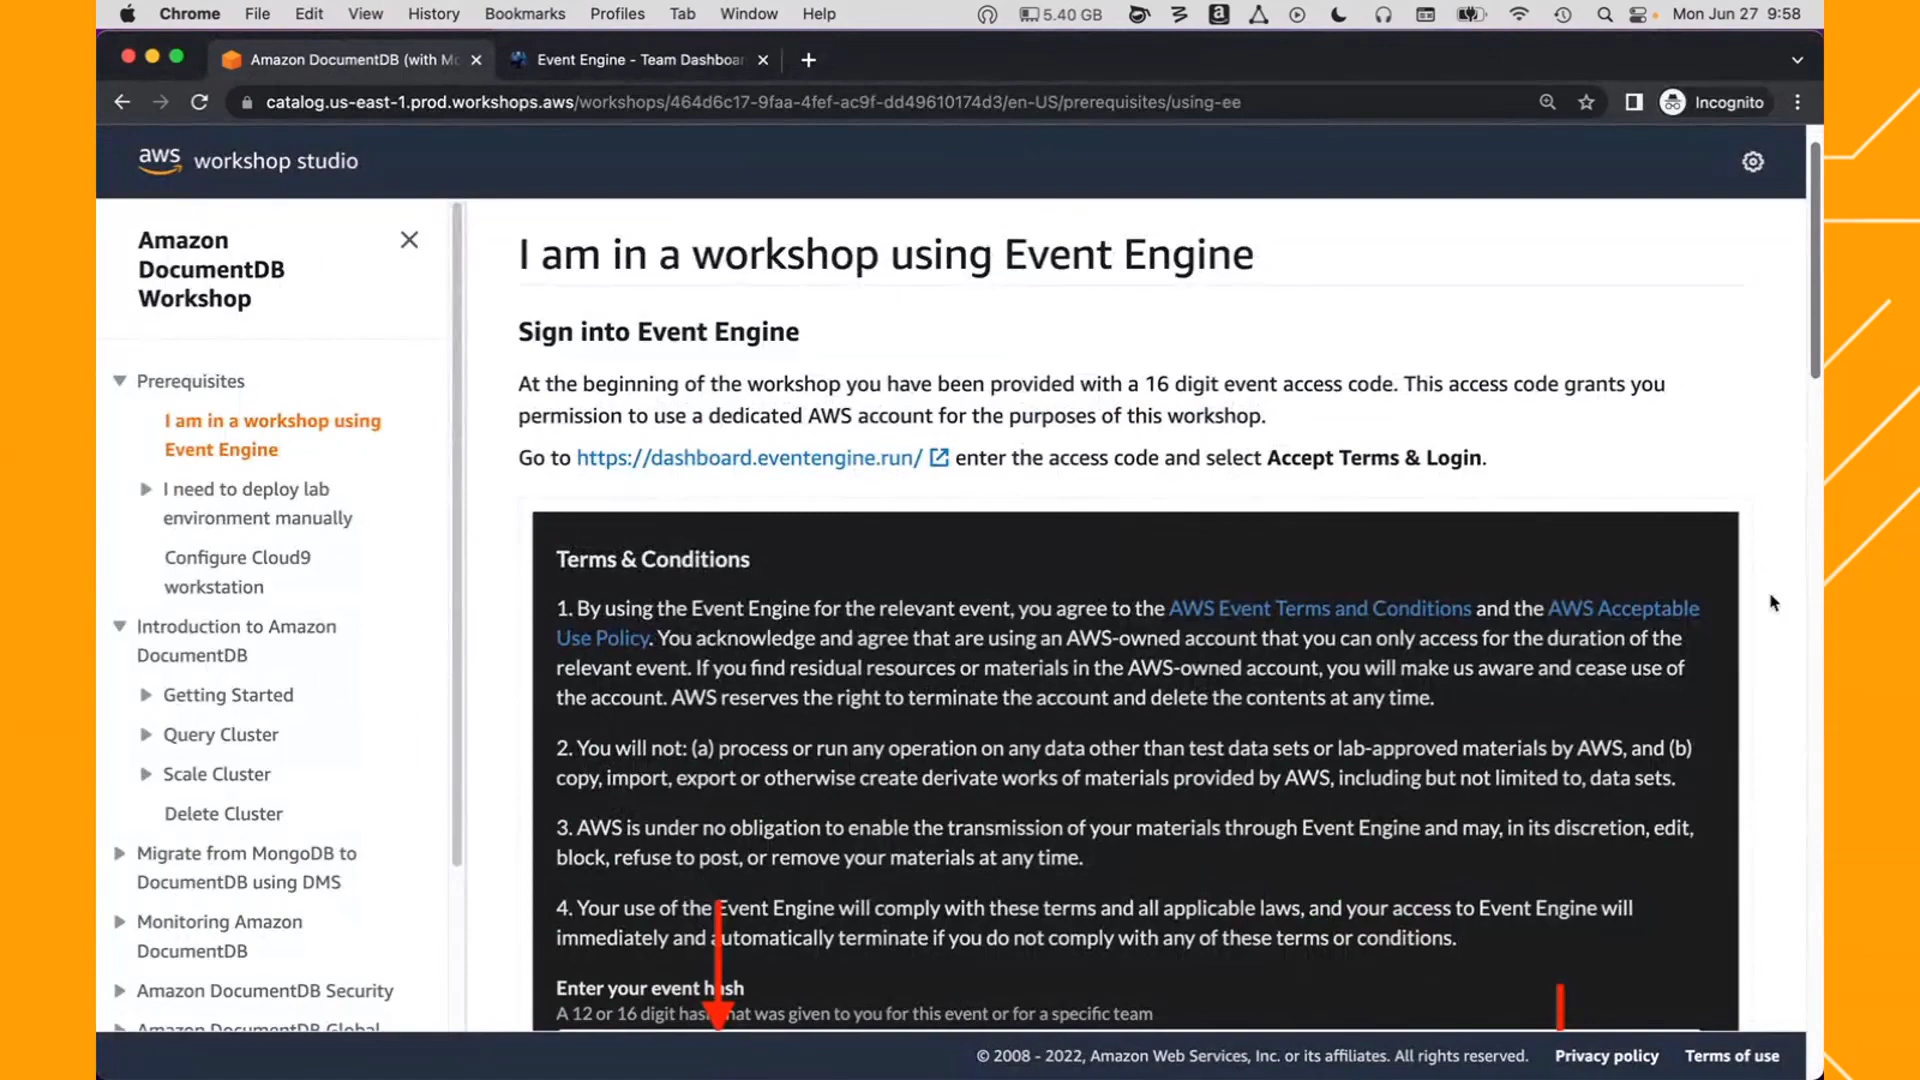 Chrome File Edit View History Bookmarks Profiles Tab Window Help 5.40 GB Mon Jun 27 9:58
Amazon DocumentDB (with Mo Event Engine - Team Dashboar
catalog.us-east-1.prod.workshops.aws/workshops/464d6c17-9faa-4fef-ac9f-dd49610174d3/en-US/prerequisites/using-ee Incognito
aws workshop studio
Amazon
DocumentDB
Workshop
Prerequisites
I am in a workshop using
Event Engine
I need to deploy lab
environment manually
Configure Cloud9
workstation
Introduction to Amazon
DocumentDB
Getting Started
Query Cluster
Scale Cluster
Delete Cluster
Migrate from MongoDB to
DocumentDB using DMS
Monitoring Amazon
DocumentDB
Amazon DocumentDB Security
Amazon DocumentDB Global
I am in a workshop using Event Engine
Sign into Event Engine
At the beginning of the workshop you have been provided with a 16 digit event access code. This access code grants you
permission to use a dedicated AWS account for the purposes of this workshop.
Go to https://dashboard.eventengine.run/ enter the access code and select Accept Terms & Login.
Terms & Conditions
1. By using the Event Engine for the relevant event, you agree to the AWS Event Terms and Conditions and the AWS Acceptable
Use Policy. You acknowledge and agree that are using an AWS-owned account that you can only access for the duration of the
relevant event. If you find residual resources or materials in the AWS-owned account, you will make us aware and cease use of
the account. AWS reserves the right to terminate the account and delete the contents at any time.
2. You will not: (a) process or run any operation on any data other than test data sets or lab-approved materials by AWS, and (b)
copy, import, export or otherwise create derivate works of materials provided by AWS, including but not limited to, data sets.
3. AWS is under no obligation to enable the transmission of your materials through Event Engine and may, in its discretion, edit,
block, refuse to post, or remove your materials at any time.
4. Your use of the Event Engine will comply with these terms and all applicable laws, and your access to Event Engine will
immediately and automatically terminate if you do not comply with any of these terms or conditions.
Enter your event hash
A 12 or 16 digit hash that was given to you for this event or for a specific team
© 2008 - 2022, Amazon Web Services, Inc. or its affiliates. All rights reserved. Privacy policy Terms of use